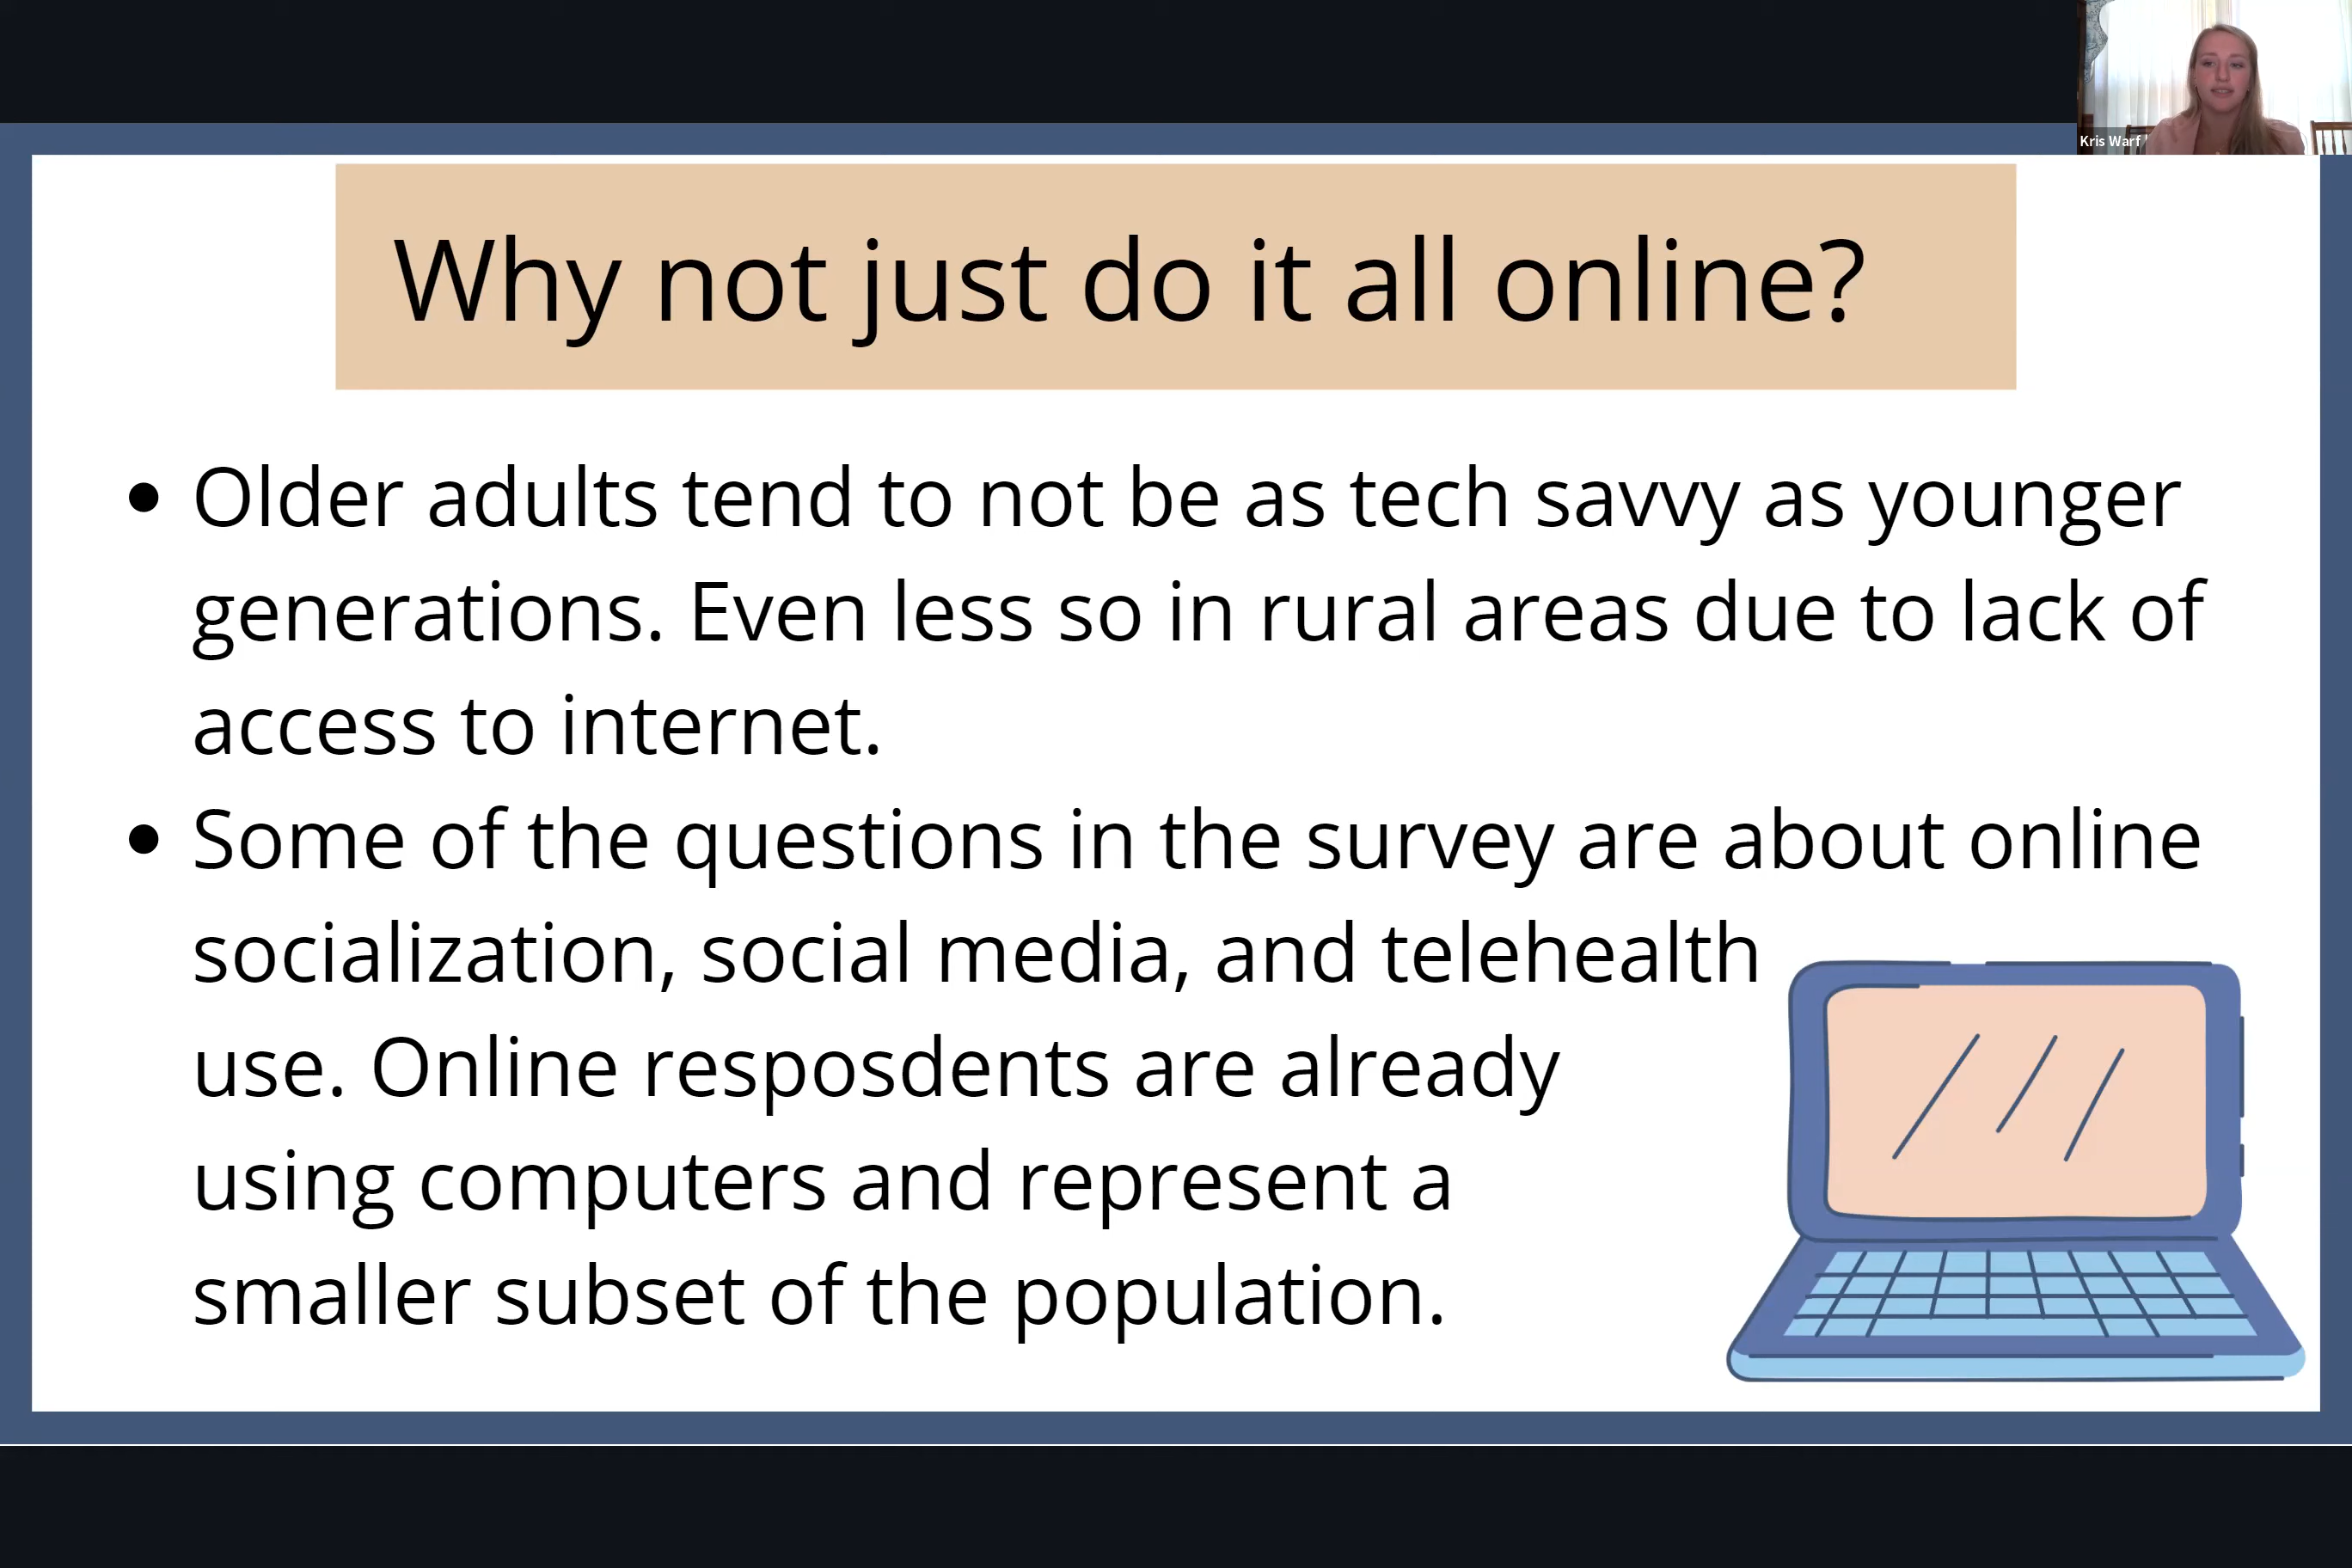 Kris Warf
Why not just do it all online?
• Older adults tend to not be as tech savvy as younger
generations. Even less so in rural areas due to lack of
access to internet.
• Some of the questions in the survey are about online
socialization, social media, and telehealth
use. Online resposdents are already
using computers and represent a
smaller subset of the population.